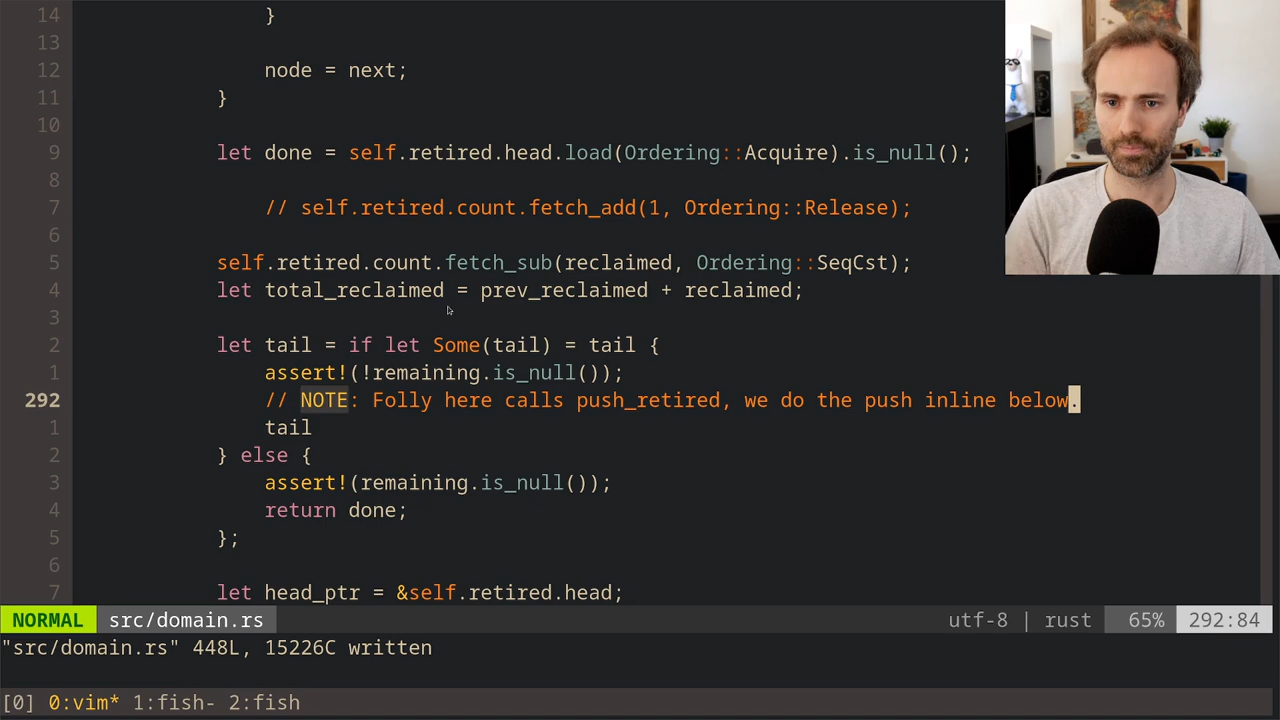 14 }
13
12 node = next;
11 }
10
9 let done = self.retired.head.load(Ordering::Acquire).is_null();
8
7 // self.retired.count.fetch_add(1, Ordering::Release);
6
5 self.retired.count.fetch_sub(reclaimed, Ordering::SeqCst);
4 let total_reclaimed = prev_reclaimed + reclaimed;
3
2 let tail = if let Some(tail) = tail {
1 assert!(!remaining.is_null());
292 // NOTE: Folly here calls push_retired, we do the push inline below.
1 tail
2 } else {
3 assert!(remaining.is_null());
4 return done;
5 };
6
7 let head_ptr = &self.retired.head;
NORMAL src/domain.rs utf-8 | rust 65% 292:84
"src/domain.rs" 448L, 15226C written
[0] 0:vim* 1:fish- 2:fish